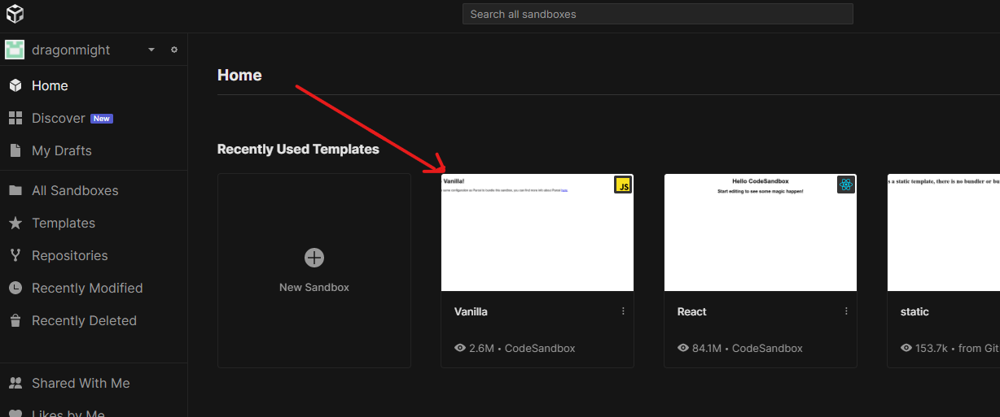 Search all sandboxes
dragonmight
Home
Discover New
My Drafts
All Sandboxes
Templates
Repositories
Recently Modified
Recently Deleted
Shared With Me
Likes by Me
Home
Recently Used Templates
New Sandbox
Vanilla!
same configuration as Parcel to bundle this sandbox, you can find more info about Parcel here.
JS
Vanilla
2.6M • CodeSandbox
Hello CodeSandbox
Start editing to see some magic happen!
React
84.1M • CodeSandbox
s a static template, there is no bundler or bu
static
153.7k • from Git